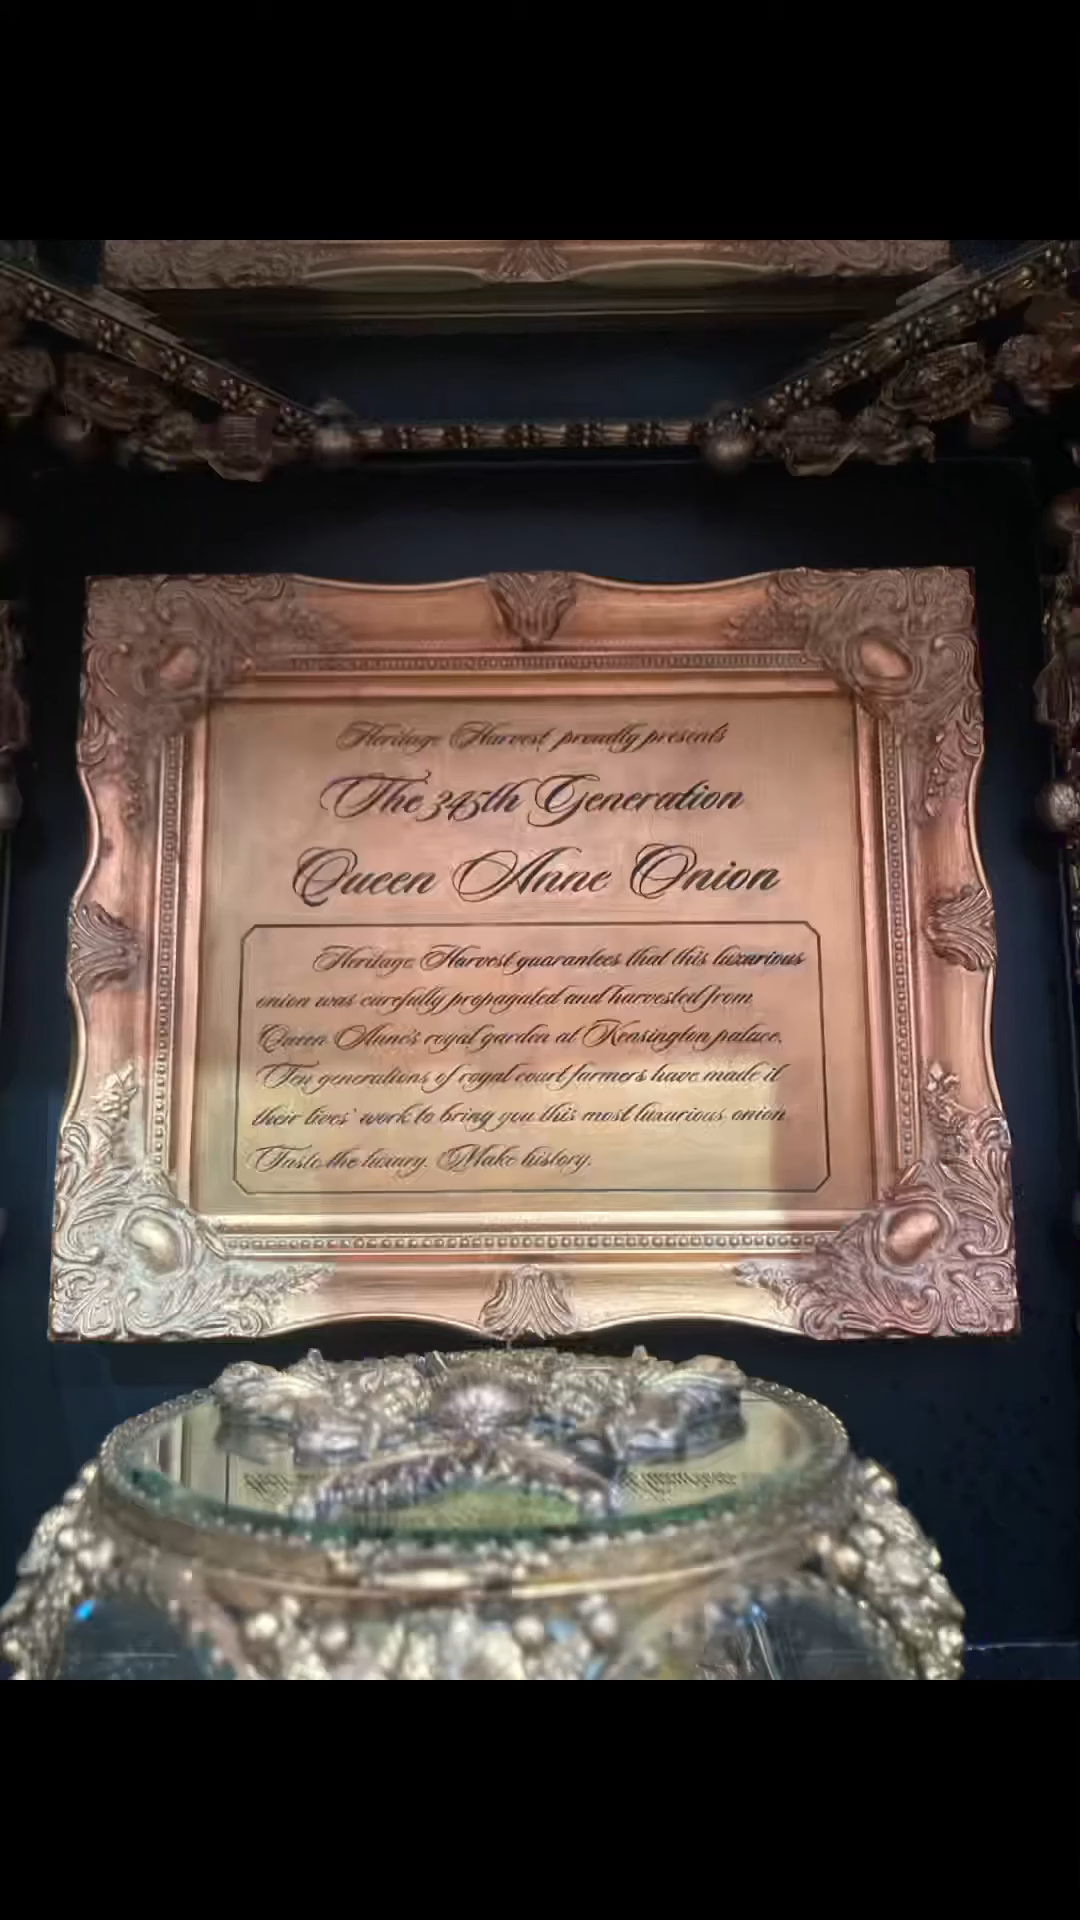 Heritage Harvest proudly presents
The 345th Generation
Queen Anne Onion
Heritage Harvest guarantees that this luxurious
onion was carefully propagated and harvested from
Queen Anne's royal garden at Kensington palace.
Ten generations of royal court farmers have made it
their lives' work to bring you this most luxurious onion.
Taste the luxury. Make history.